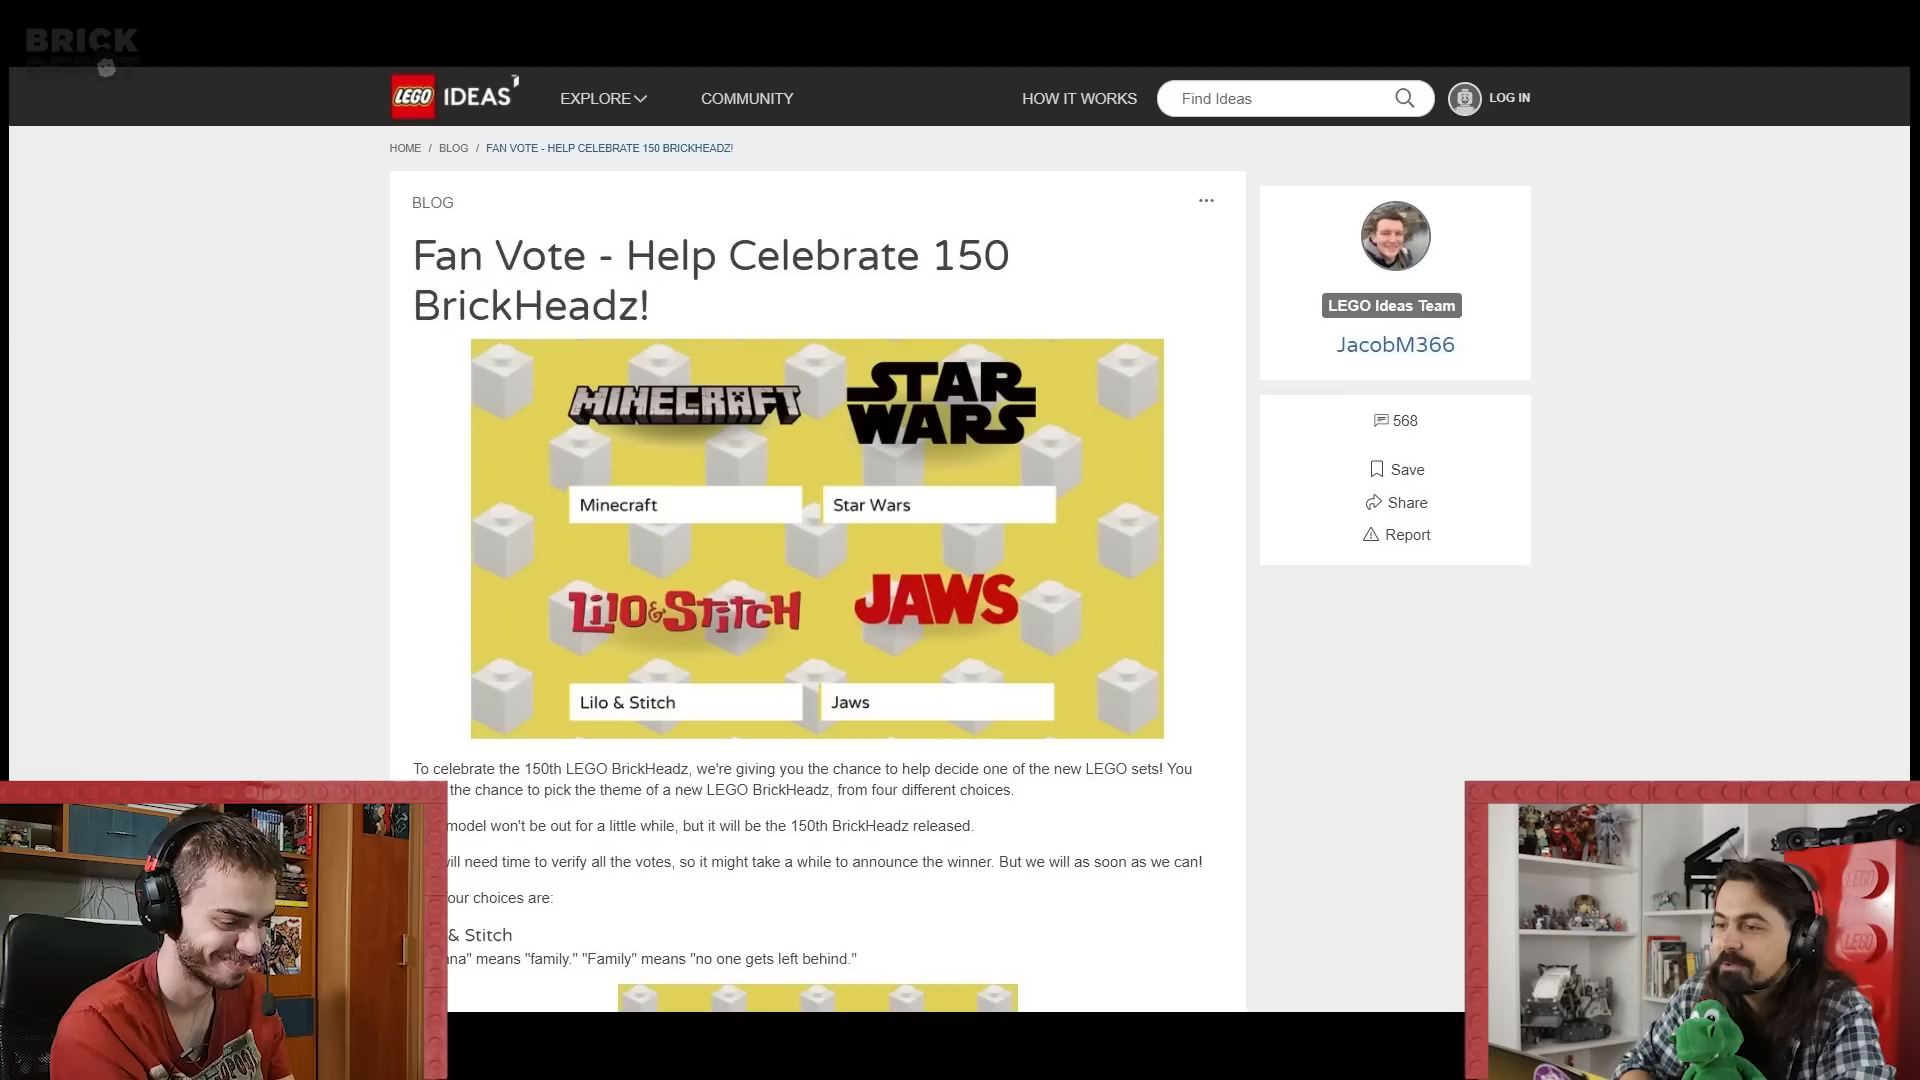 BRICK
LEGO IDEAS
EXPLORE
COMMUNITY
HOW IT WORKS
Find Ideas
LOG IN
HOME / BLOG / FAN VOTE - HELP CELEBRATE 150 BRICKHEADZ!
BLOG
Fan Vote - Help Celebrate 150
BrickHeadz!
MINECRAFT
STAR
WARS
Minecraft
Star Wars
Lilo & Stitch
JAWS
Lilo & Stitch
Jaws
To celebrate the 150th LEGO BrickHeadz, we're giving you the chance to help decide one of the new LEGO sets! You
the chance to pick the theme of a new LEGO BrickHeadz, from four different choices.
model won't be out for a little while, but it will be the 150th BrickHeadz released.
will need time to verify all the votes, so it might take a while to announce the winner. But we will as soon as we can!
our choices are:
& Stitch
means "family." "Family" means "no one gets left behind."
LEGO Ideas Team
JacobM366
568
Save
Share
Report
LEGO
LEGO